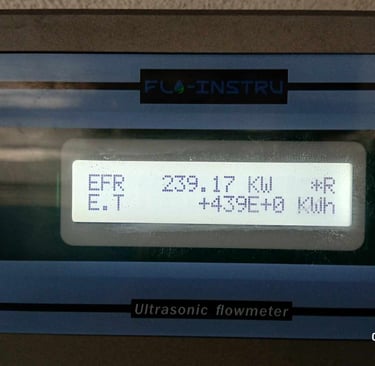 FLO-INSTRU
EFR 239.17 KW *R
E.T +439E+0 KWh
Ultrasonic flowmeter